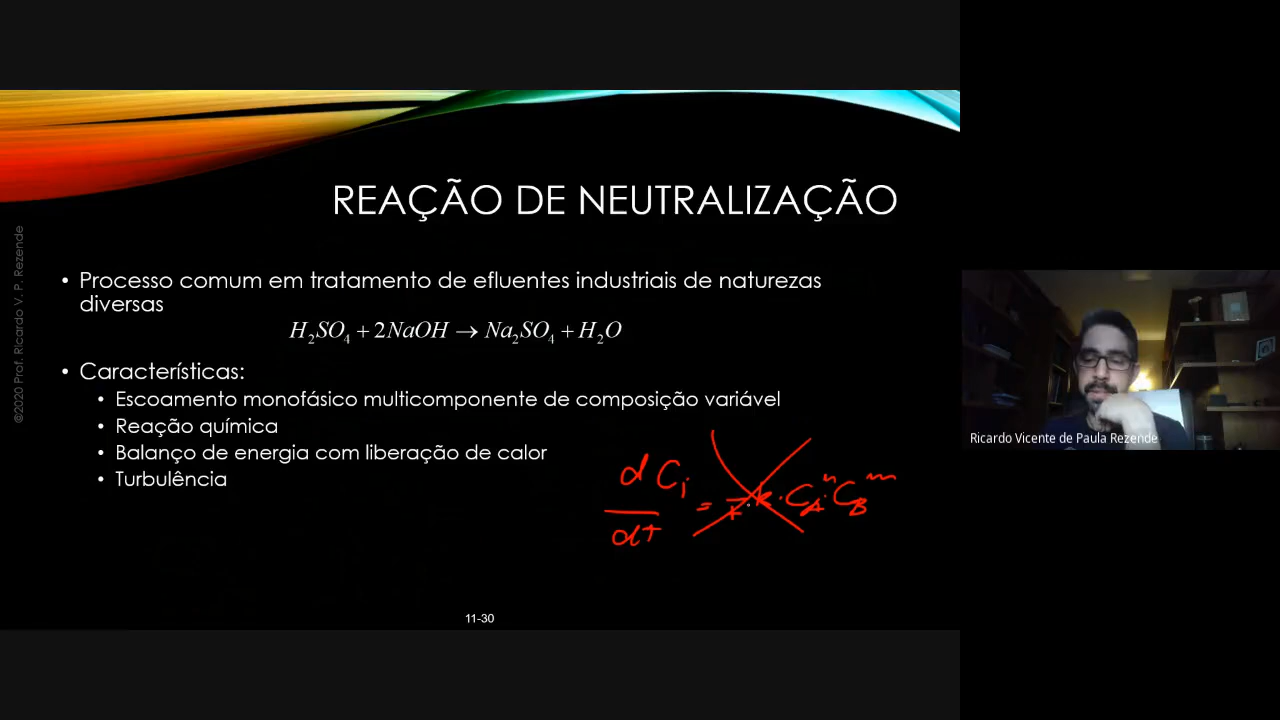 REAÇÃO DE NEUTRALIZAÇÃO
• Processo comum em tratamento de efluentes industriais de naturezas
diversas
H₂SO₄ + 2NaOH → Na₂SO₄ + H₂O
• Características:
• Escoamento monofásico multicomponente de composição variável
• Reação química
• Balanço de energia com liberação de calor
• Turbulência
dCᵢ/dt = ± k · C_A^n · C_B^m
11-30
©2020 Prof. Ricardo V. P. Rezende
Ricardo Vicente de Paula Rezende